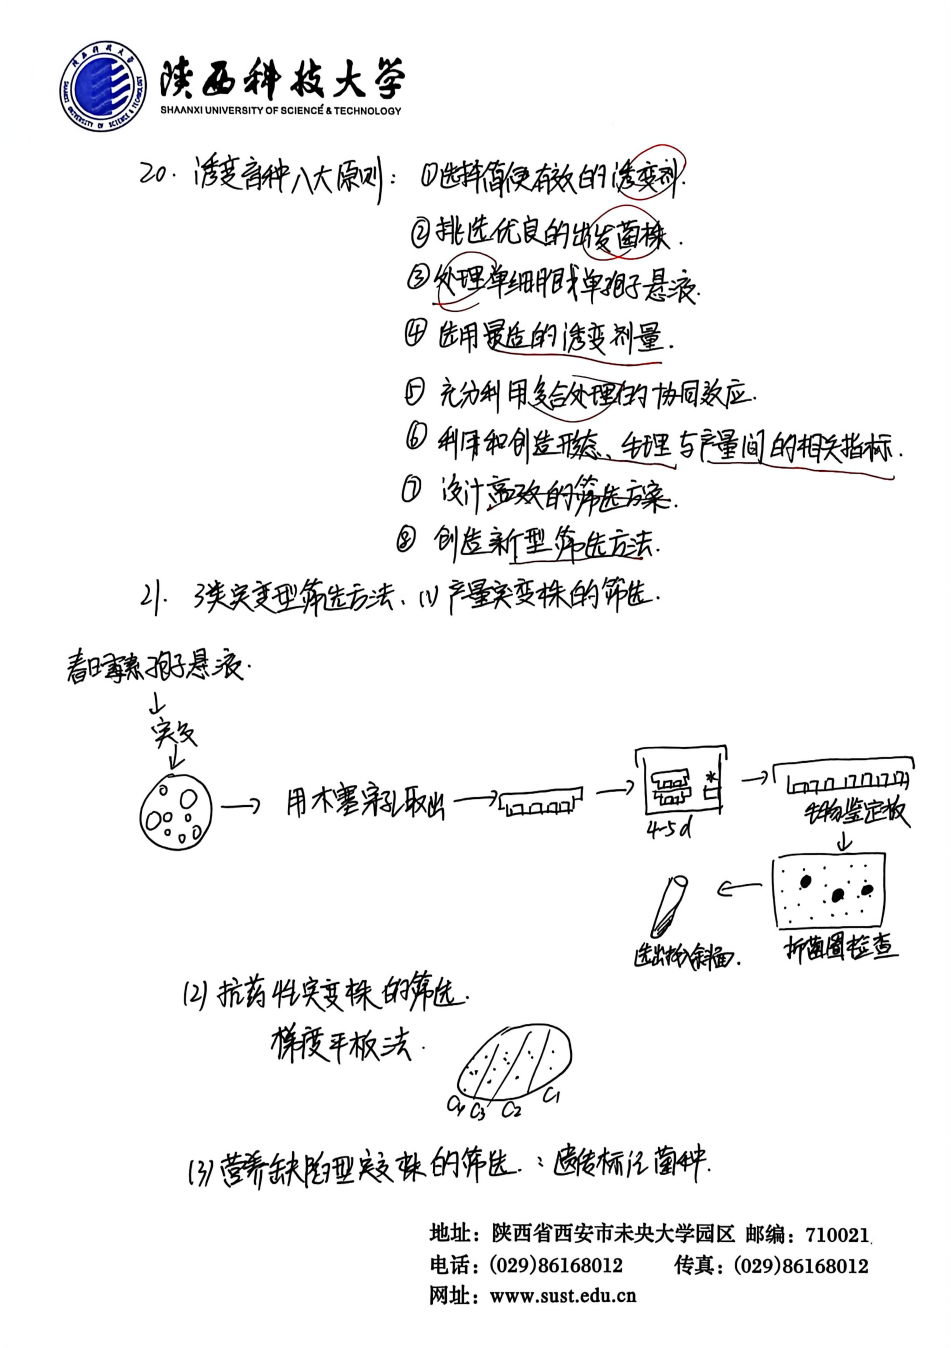 陕西科技大学
SHAANXI UNIVERSITY OF SCIENCE & TECHNOLOGY
20. 诱变育种八大原则: ①选择简便有效的诱变剂.
②挑选优良的出发菌株.
③处理单细胞或单孢子悬液.
④选用最适的诱变剂量.
⑤充分利用复合处理的协同效应.
⑥利用和创造形态、生理与产量间的相关指标.
⑦设计高效的筛选方案.
⑧创造新型筛选方法.
21. 3类突变型筛选方法、(1)产量突变株的筛选.
春日霉素孢子悬液.
↓
突变
↓
→ 用木塞穿孔取出 → → →
4-5d
生物鉴定板
↓
←
选出接斜面. 抑菌圈检查
(2)抗药性突变株的筛选.
梯度平板法.
C4 C3 C2 C1
(3)营养缺陷型突变株的筛选.:遗传标记菌种.
地址：陕西省西安市未央大学园区 邮编：710021
电话：(029)86168012 传真：(029)86168012
网址：www.sust.edu.cn